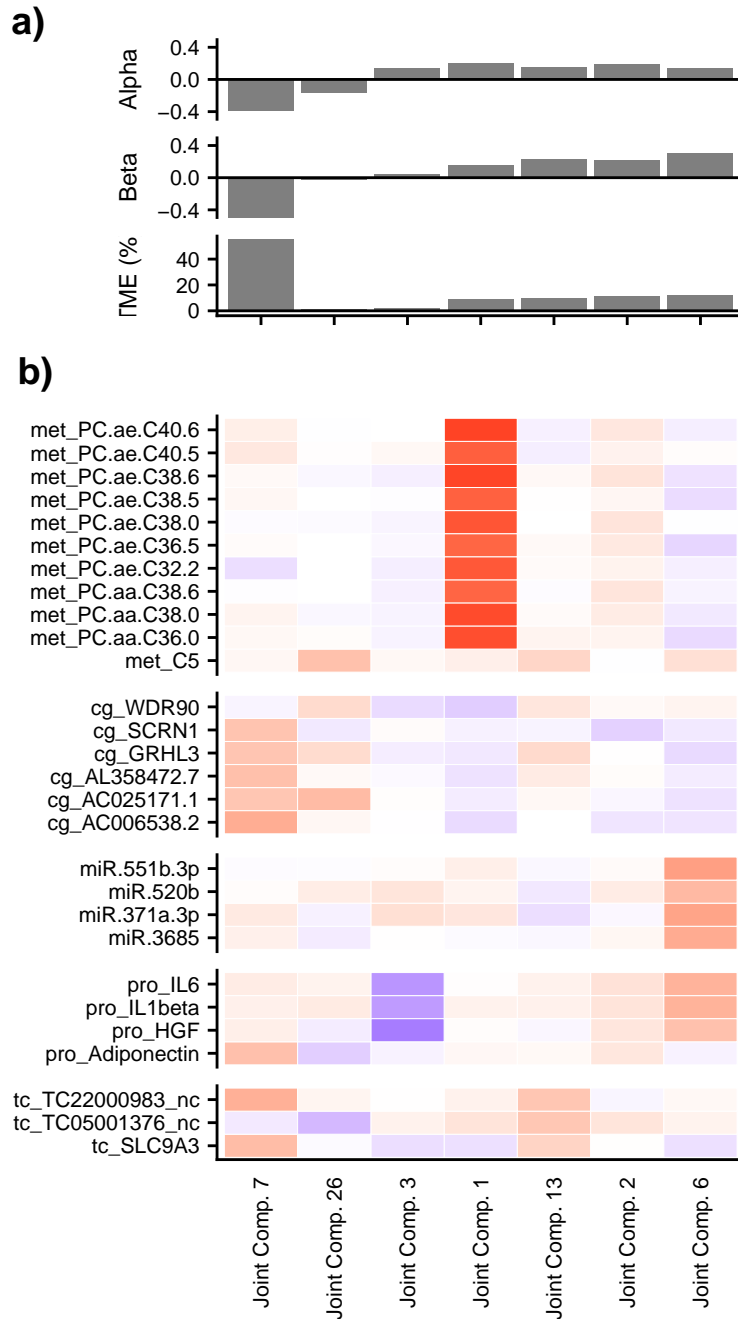 a)
0.4
0.0
−0.4
Alpha
0.4
0.0
−0.4
Beta
40
20
0
TME (%
b)
met_PC.ae.C40.6
met_PC.ae.C40.5
met_PC.ae.C38.6
met_PC.ae.C38.5
met_PC.ae.C38.0
met_PC.ae.C36.5
met_PC.ae.C32.2
met_PC.aa.C38.6
met_PC.aa.C38.0
met_PC.aa.C36.0
met_C5
cg_WDR90
cg_SCRN1
cg_GRHL3
cg_AL358472.7
cg_AC025171.1
cg_AC006538.2
miR.551b.3p
miR.520b
miR.371a.3p
miR.3685
pro_IL6
pro_IL1beta
pro_HGF
pro_Adiponectin
tc_TC22000983_nc
tc_TC05001376_nc
tc_SLC9A3
Joint Comp. 7
Joint Comp. 26
Joint Comp. 3
Joint Comp. 1
Joint Comp. 13
Joint Comp. 2
Joint Comp. 6